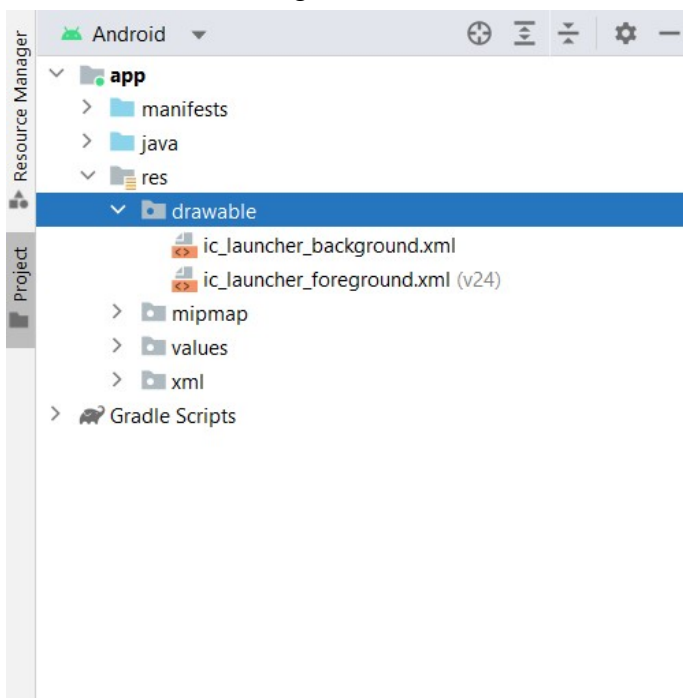 Resource Manager
Project
Android
app
manifests
java
res
drawable
ic_launcher_background.xml
ic_launcher_foreground.xml (v24)
mipmap
values
xml
Gradle Scripts